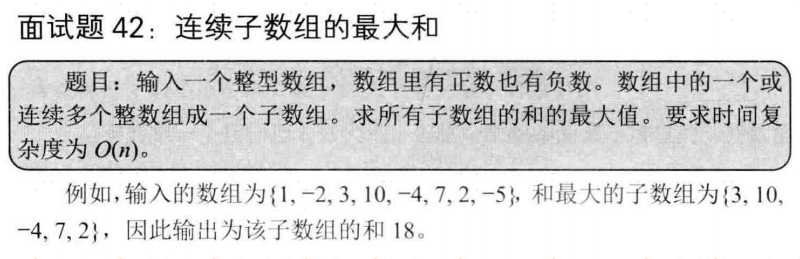 面试题 42：连续子数组的最大和
题目：输入一个整型数组，数组里有正数也有负数。数组中的一个或
连续多个整数组成一个子数组。求所有子数组的和的最大值。要求时间复
杂度为 O(n)。
例如，输入的数组为{1, −2, 3, 10, −4, 7, 2, −5}，和最大的子数组为{3, 10,
−4, 7, 2}，因此输出为该子数组的和 18。